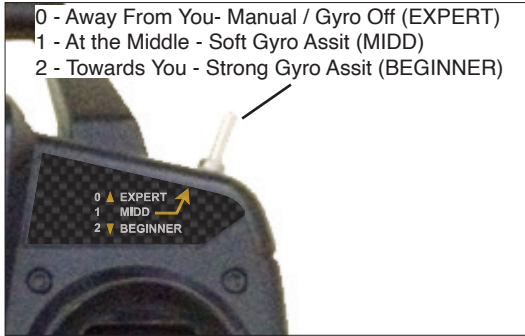 0 - Away From You- Manual / Gyro Off (EXPERT)
1 - At the Middle - Soft Gyro Assit (MIDD)
2 - Towards You - Strong Gyro Assit (BEGINNER)
0 ▲ EXPERT
1 MIDD
2 ▼ BEGINNER